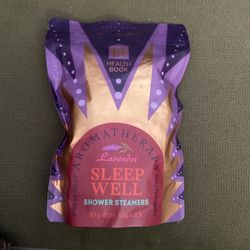 HEALTH
BOOK
AROMATHERAPY
Lavender
SLEEP
WELL
SHOWER STEAMERS